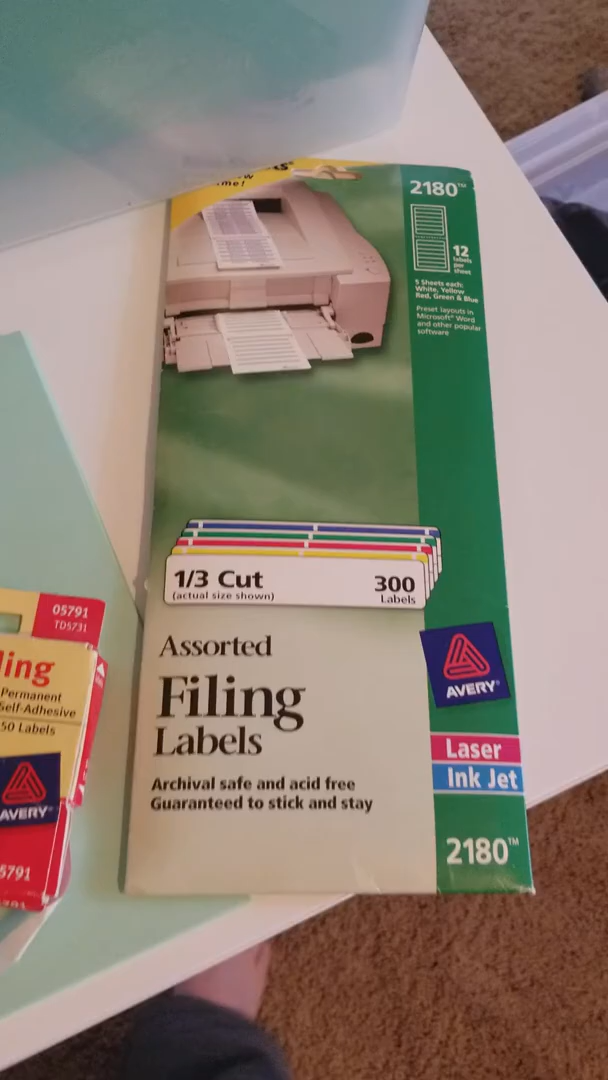 me!
2180™
12
labels
per
sheet
5 Sheets each:
White, Yellow
Red, Green & Blue
Preset layouts in
Microsoft® Word
and other popular
software
1/3 Cut
(actual size shown)
300
Labels
Assorted
Filing
Labels
Archival safe and acid free
Guaranteed to stick and stay
AVERY®
Laser
Ink Jet
2180™
05791
TD5731
ling
Permanent
Self-Adhesive
50 Labels
AVERY
5791